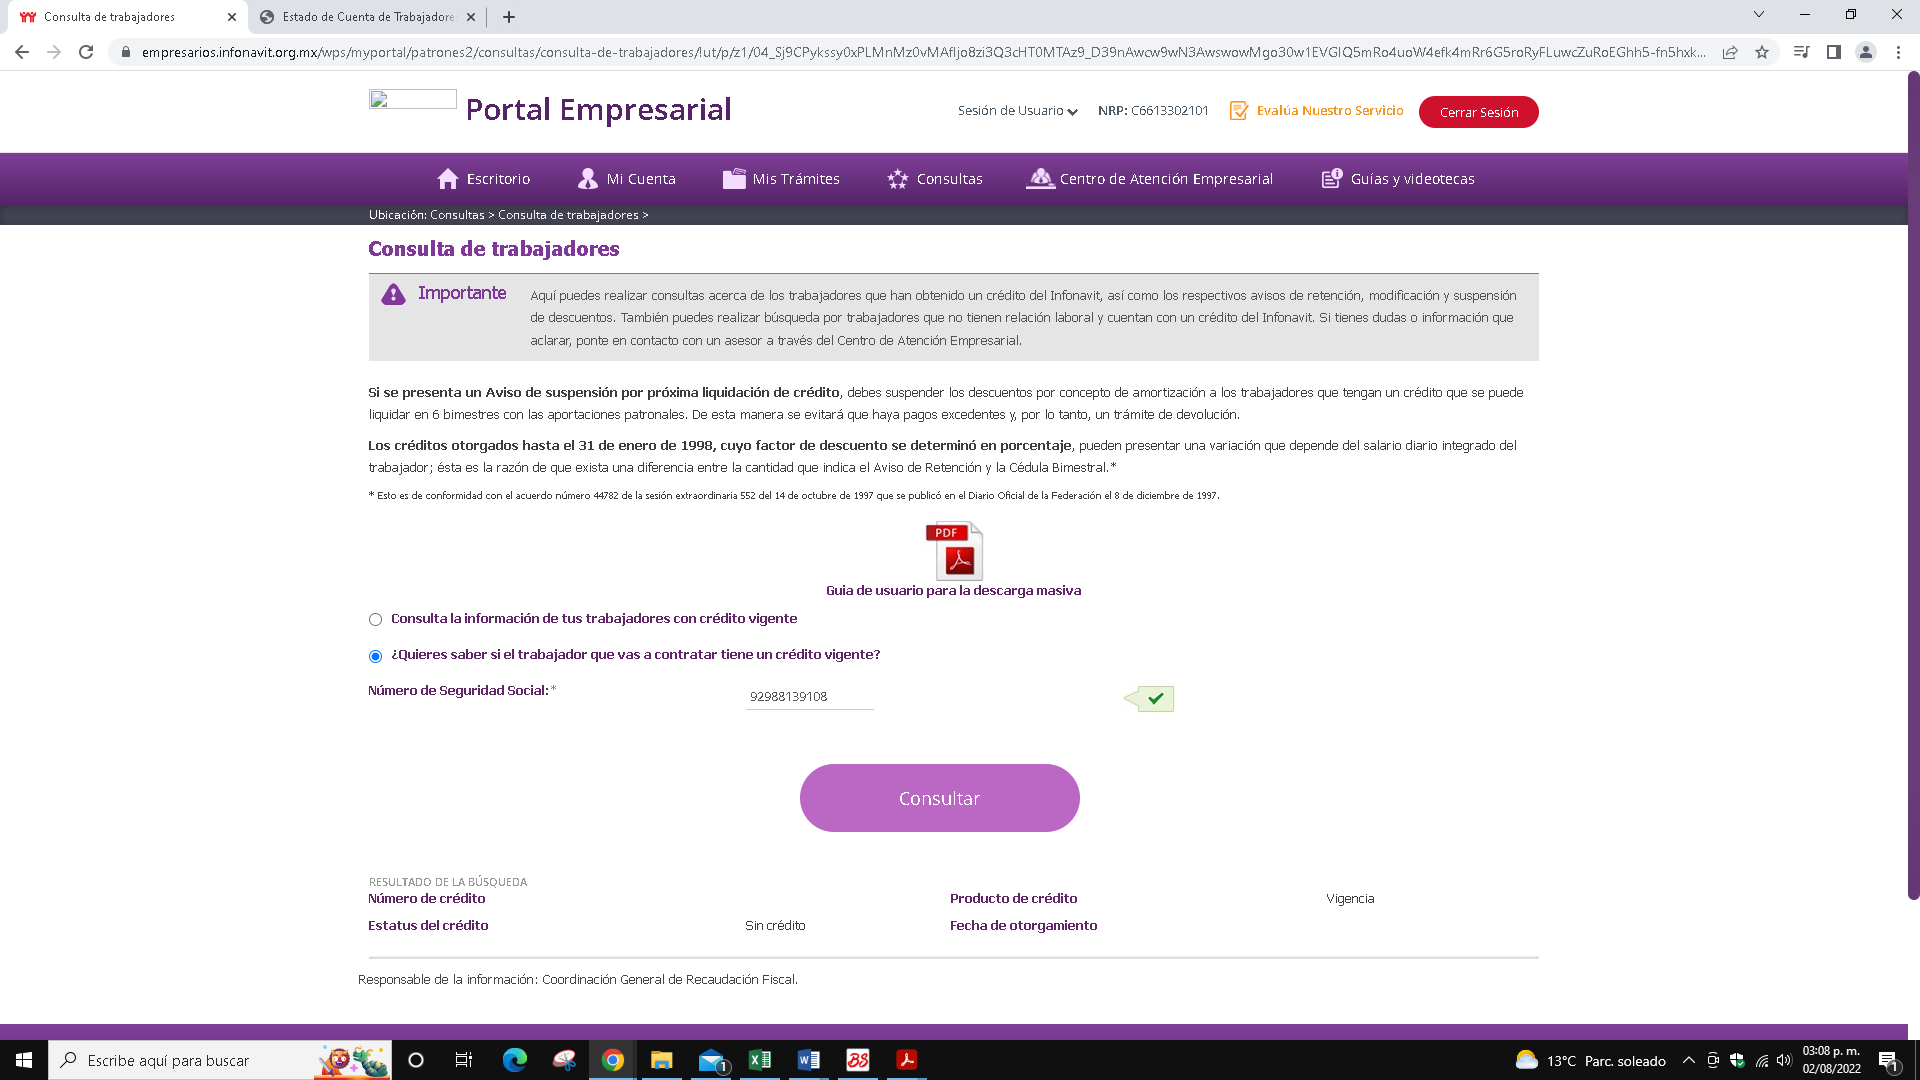 Consulta de trabajadores
Estado de Cuenta de Trabajadore
empresarios.infonavit.org.mx/wps/myportal/patrones2/consultas/consulta-de-trabajadores/!ut/p/z1/
Portal Empresarial
Sesión de Usuario
NRP: C6613302101
Evalúa Nuestro Servicio
Cerrar Sesión
Escritorio
Mi Cuenta
Mis Trámites
Consultas
Centro de Atención Empresarial
Guías y videotecas
Ubicación: Consultas > Consulta de trabajadores >
Consulta de trabajadores
Importante
Aquí puedes realizar consultas acerca de los trabajadores que han obtenido un crédito del Infonavit, así como los respectivos avisos de retención, modificación y suspensión
de descuentos. También puedes realizar búsqueda por trabajadores que no tienen relación laboral y cuentan con un crédito del Infonavit. Si tienes dudas o información que
aclarar, ponte en contacto con un asesor a través del Centro de Atención Empresarial.
Si se presenta un Aviso de suspensión por próxima liquidación de crédito, debes suspender los descuentos por concepto de amortización a los trabajadores que tengan un crédito que se puede
liquidar en 6 bimestres con las aportaciones patronales. De esta manera se evitará que haya pagos excedentes y, por lo tanto, un trámite de devolución.
Los créditos otorgados hasta el 31 de enero de 1998, cuyo factor de descuento se determinó en porcentaje, pueden presentar una variación que depende del salario diario integrado del
trabajador; ésta es la razón de que exista una diferencia entre la cantidad que indica el Aviso de Retención y la Cédula Bimestral.*
* Esto es de conformidad con el acuerdo número 44782 de la sesión extraordinaria 552 del 14 de octubre de 1997 que se publicó en el Diario Oficial de la Federación el 8 de diciembre de 1997.
PDF
Guia de usuario para la descarga masiva
Consulta la información de tus trabajadores con crédito vigente
¿Quieres saber si el trabajador que vas a contratar tiene un crédito vigente?
Número de Seguridad Social:*
92988139108
Consultar
RESULTADO DE LA BÚSQUEDA
Número de crédito
Producto de crédito
Vigencia
Estatus del crédito
Sin crédito
Fecha de otorgamiento
Responsable de la información: Coordinación General de Recaudación Fiscal.
Escribe aquí para buscar
1
BS
13°C Parc. soleado
03:08 p. m.
02/08/2022
1